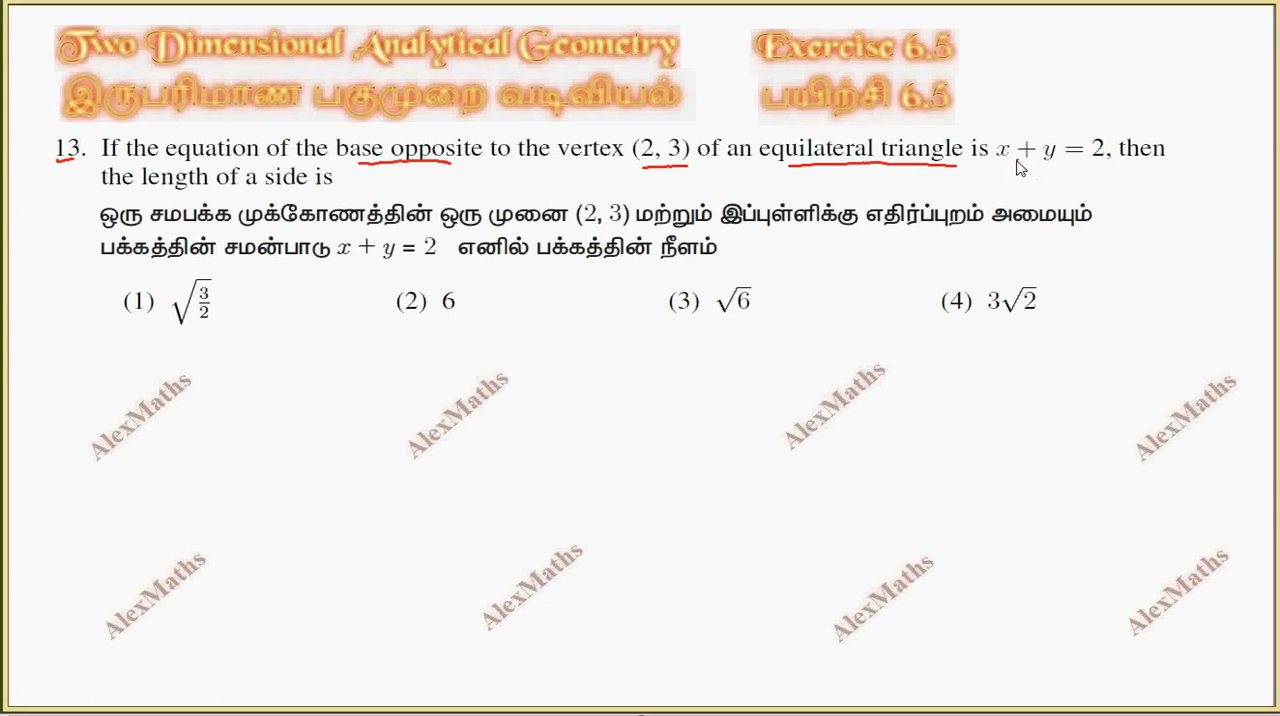 Two Dimensional Analytical Geometry Exercise 6.5
இருபரிமாண பகுமுறை வடிவியல் பயிற்சி 6.5
13. If the equation of the base opposite to the vertex (2, 3) of an equilateral triangle is x + y = 2, then
the length of a side is
ஒரு சமபக்க முக்கோணத்தின் ஒரு முனை (2, 3) மற்றும் இப்புள்ளிக்கு எதிர்ப்புறம் அமையும்
பக்கத்தின் சமன்பாடு x + y = 2 எனில் பக்கத்தின் நீளம்
(1) √3/2 (2) 6 (3) √6 (4) 3√2
AlexMaths AlexMaths AlexMaths AlexMaths
AlexMaths AlexMaths AlexMaths AlexMaths